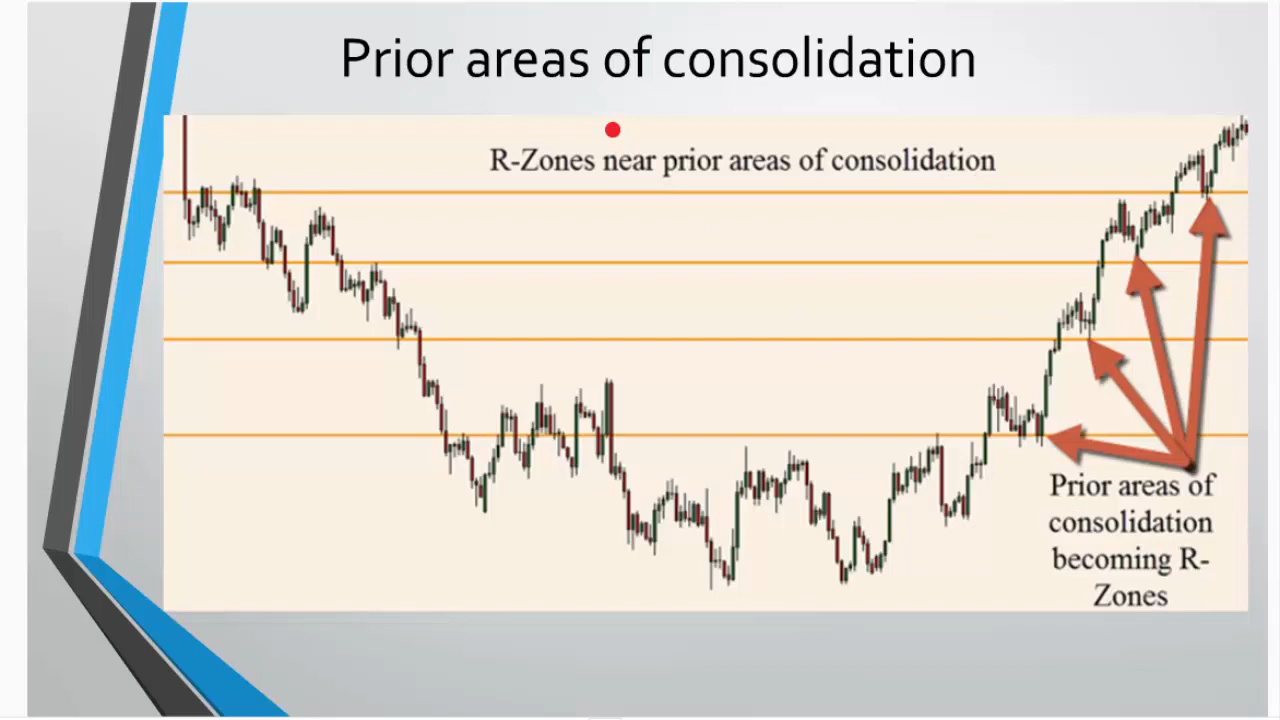 Prior areas of consolidation
R-Zones near prior areas of consolidation
Prior areas of
consolidation
becoming R-
Zones